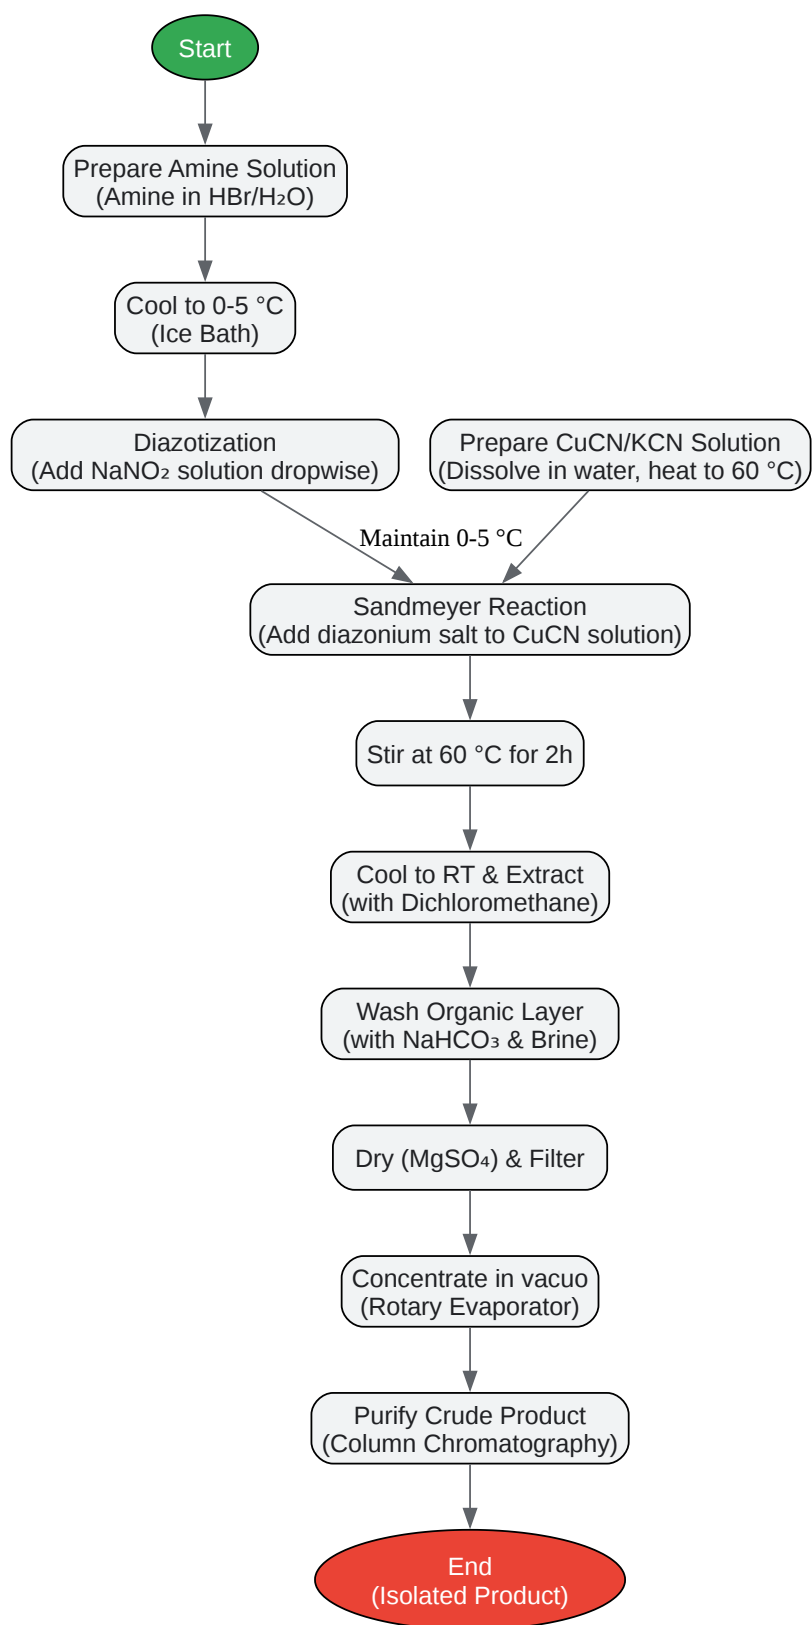 Start
Prepare Amine Solution
(Amine in HBr/H₂O)
Cool to 0-5 °C
(Ice Bath)
Diazotization
(Add NaNO₂ solution dropwise)
Prepare CuCN/KCN Solution
(Dissolve in water, heat to 60 °C)
Maintain 0-5 °C
Sandmeyer Reaction
(Add diazonium salt to CuCN solution)
Stir at 60 °C for 2h
Cool to RT & Extract
(with Dichloromethane)
Wash Organic Layer
(with NaHCO₃ & Brine)
Dry (MgSO₄) & Filter
Concentrate in vacuo
(Rotary Evaporator)
Purify Crude Product
(Column Chromatography)
End
(Isolated Product)